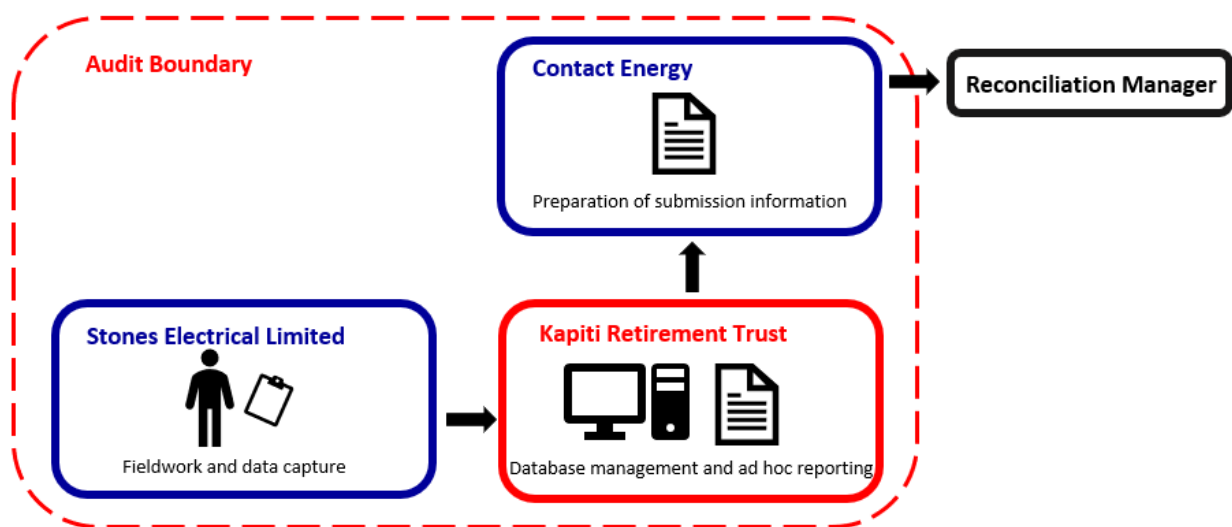 Audit Boundary
Contact Energy
Preparation of submission information
Reconciliation Manager
Stones Electrical Limited
Fieldwork and data capture
Kapiti Retirement Trust
Database management and ad hoc reporting